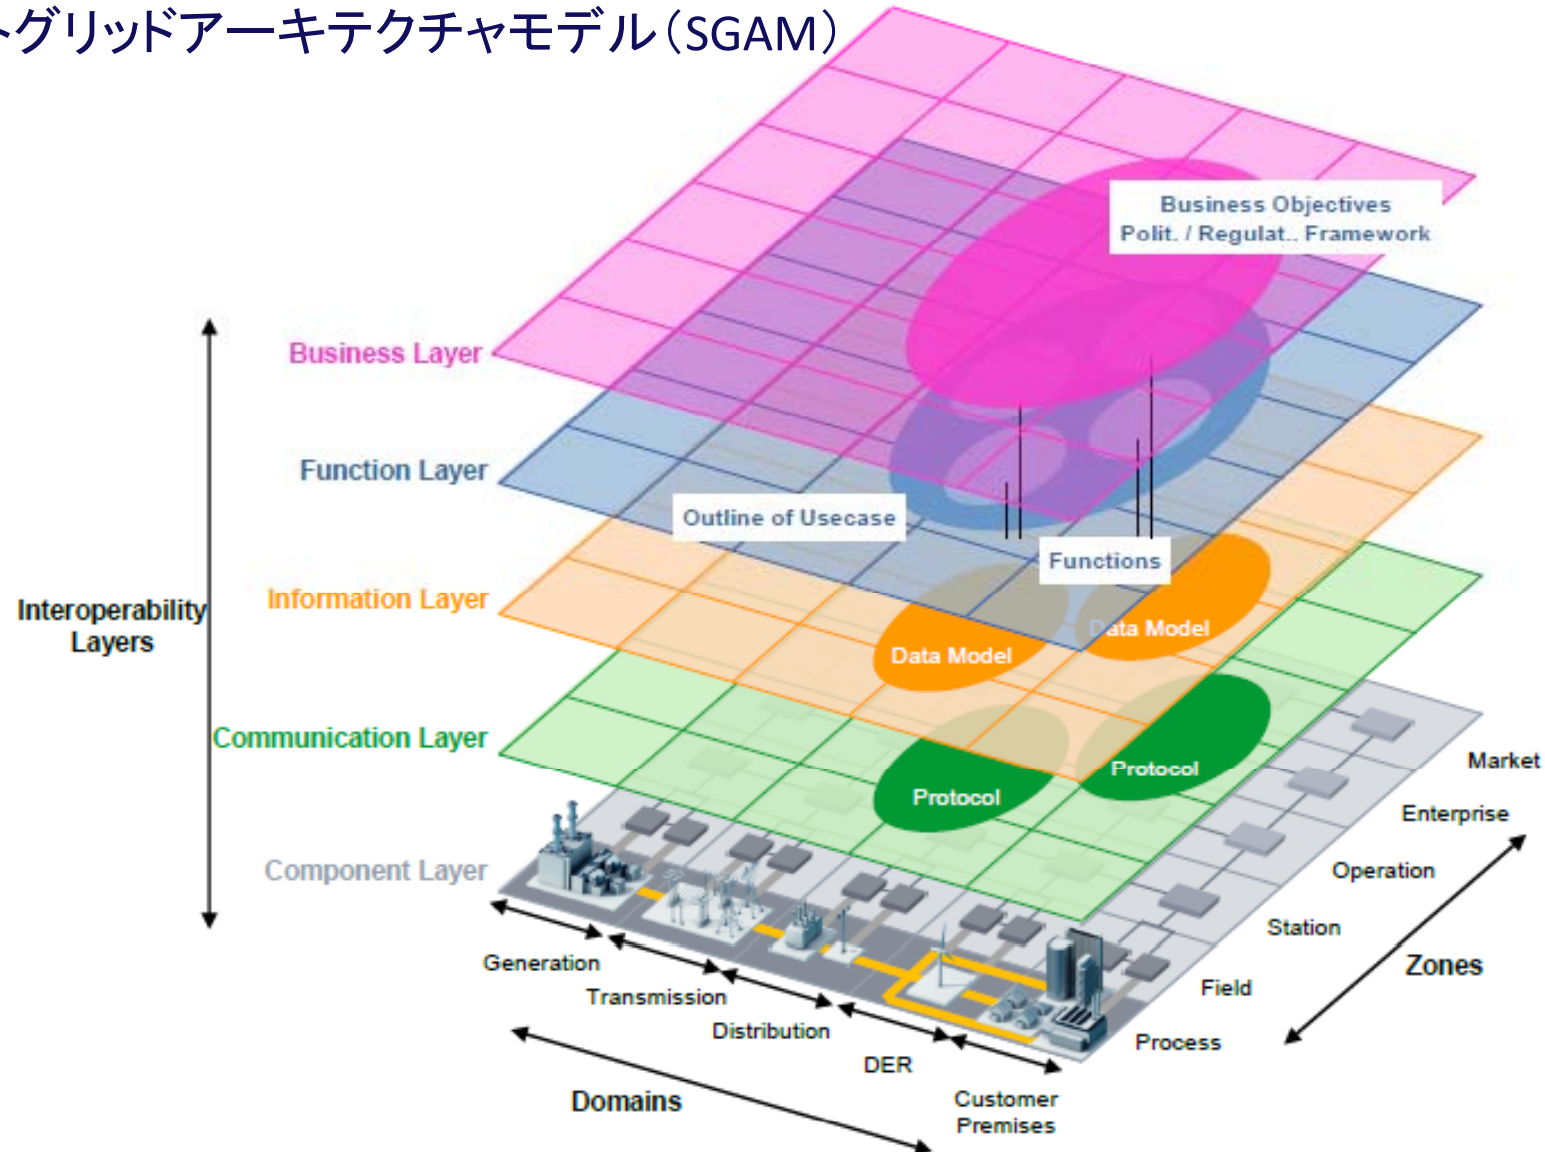 トグリッドアーキテクチャモデル（SGAM）
Business Objectives
Polit. / Regulat.. Framework
Business Layer
Function Layer
Outline of Usecase
Functions
Information Layer
Interoperability
Layers
Data Model
Data Model
Communication Layer
Protocol
Protocol
Component Layer
Market
Enterprise
Operation
Station
Field
Process
Zones
Generation
Transmission
Distribution
DER
Customer
Premises
Domains